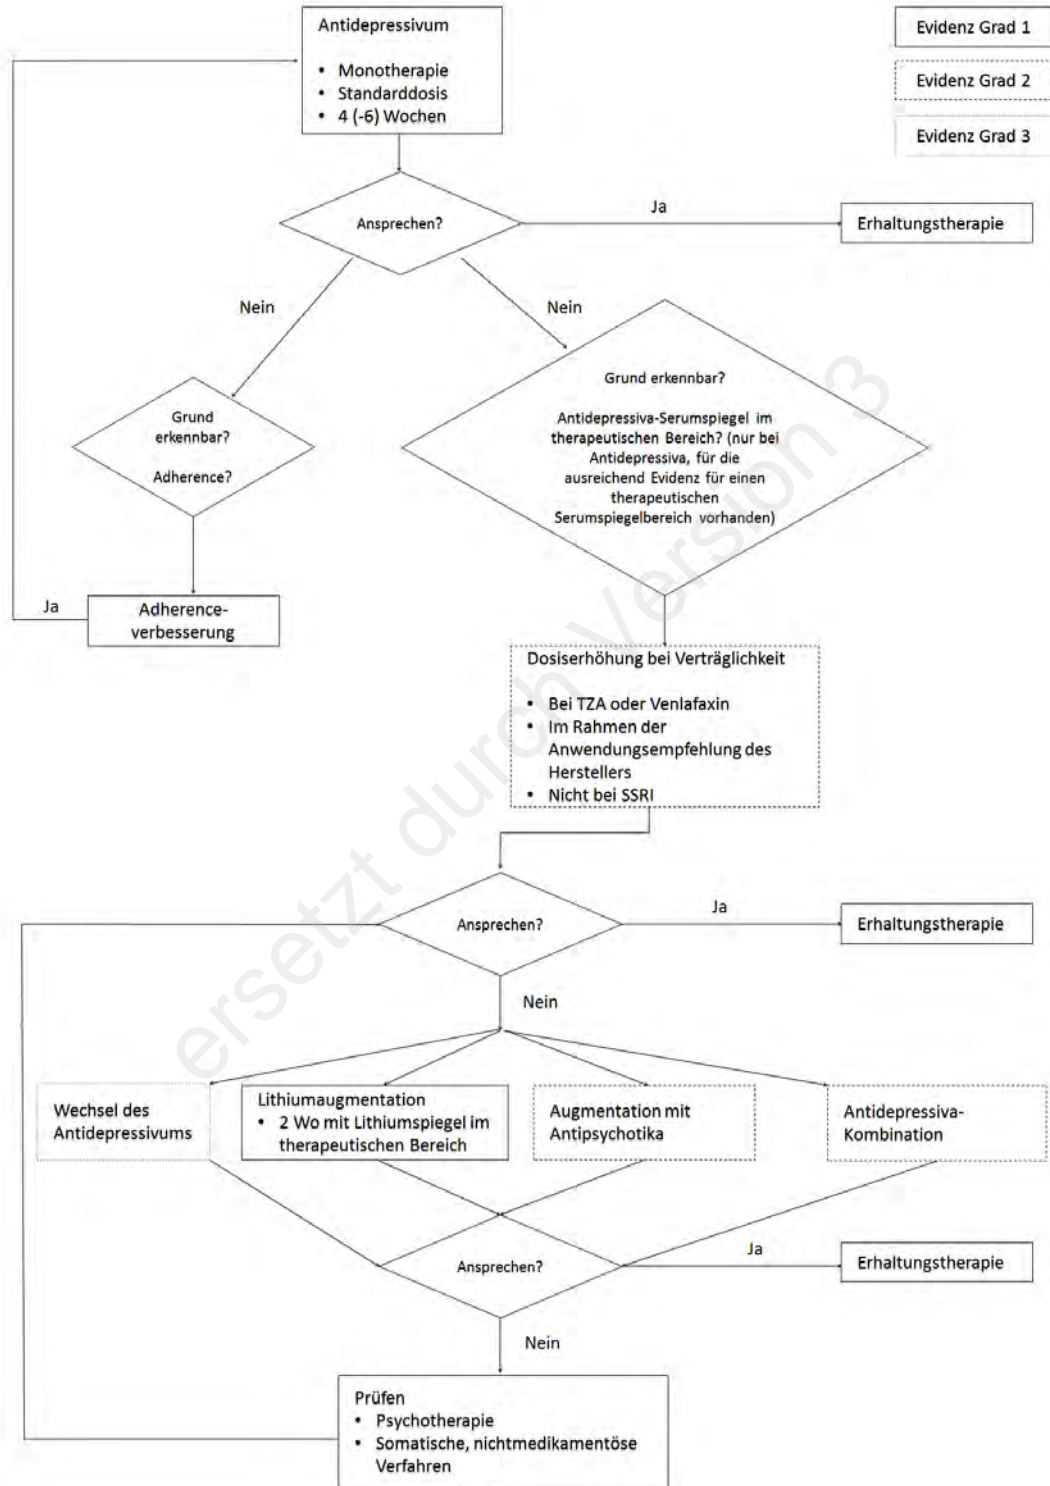 Antidepressivum
• Monotherapie
• Standarddosis
• 4 (-6) Wochen
Evidenz Grad 1
Evidenz Grad 2
Evidenz Grad 3
Ansprechen?
Ja
Erhaltungstherapie
Nein
Nein
Grund
erkennbar?
Adherence?
Grund erkennbar?
Antidepressiva-Serumspiegel im
therapeutischen Bereich? (nur bei
Antidepressiva, für die
ausreichend Evidenz für einen
therapeutischen
Serumspiegelbereich vorhanden)
Ja
Adherence-
verbesserung
Dosiserhöhung bei Verträglichkeit
• Bei TZA oder Venlafaxin
• Im Rahmen der
Anwendungsempfehlung des
Herstellers
• Nicht bei SSRI
Ansprechen?
Ja
Erhaltungstherapie
Nein
Wechsel des
Antidepressivums
Lithiumaugmentation
• 2 Wo mit Lithiumspiegel im
therapeutischen Bereich
Augmentation mit
Antipsychotika
Antidepressiva-
Kombination
Ansprechen?
Ja
Erhaltungstherapie
Nein
Prüfen
• Psychotherapie
• Somatische, nichtmedikamentöse
Verfahren
ersetzt durch Version 3